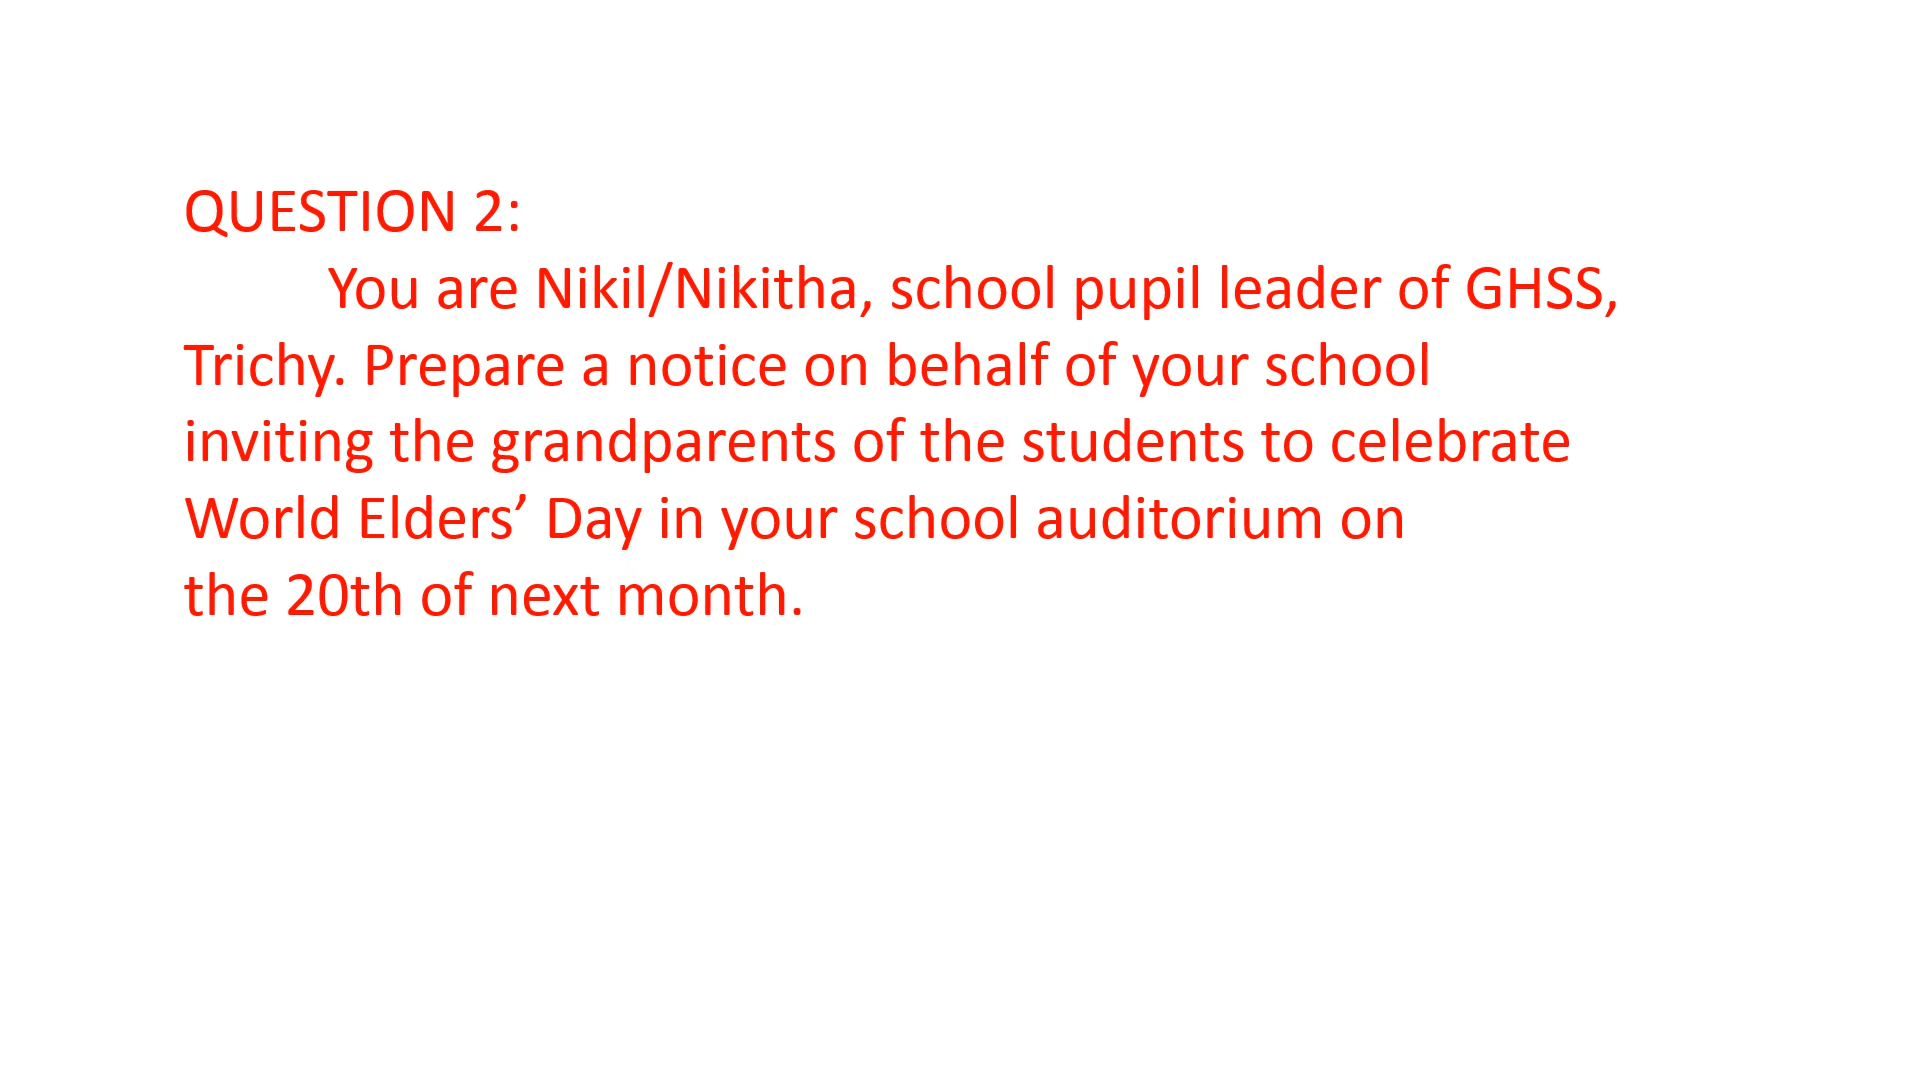 QUESTION 2:
You are Nikil/Nikitha, school pupil leader of GHSS,
Trichy. Prepare a notice on behalf of your school
inviting the grandparents of the students to celebrate
World Elders’ Day in your school auditorium on
the 20th of next month.